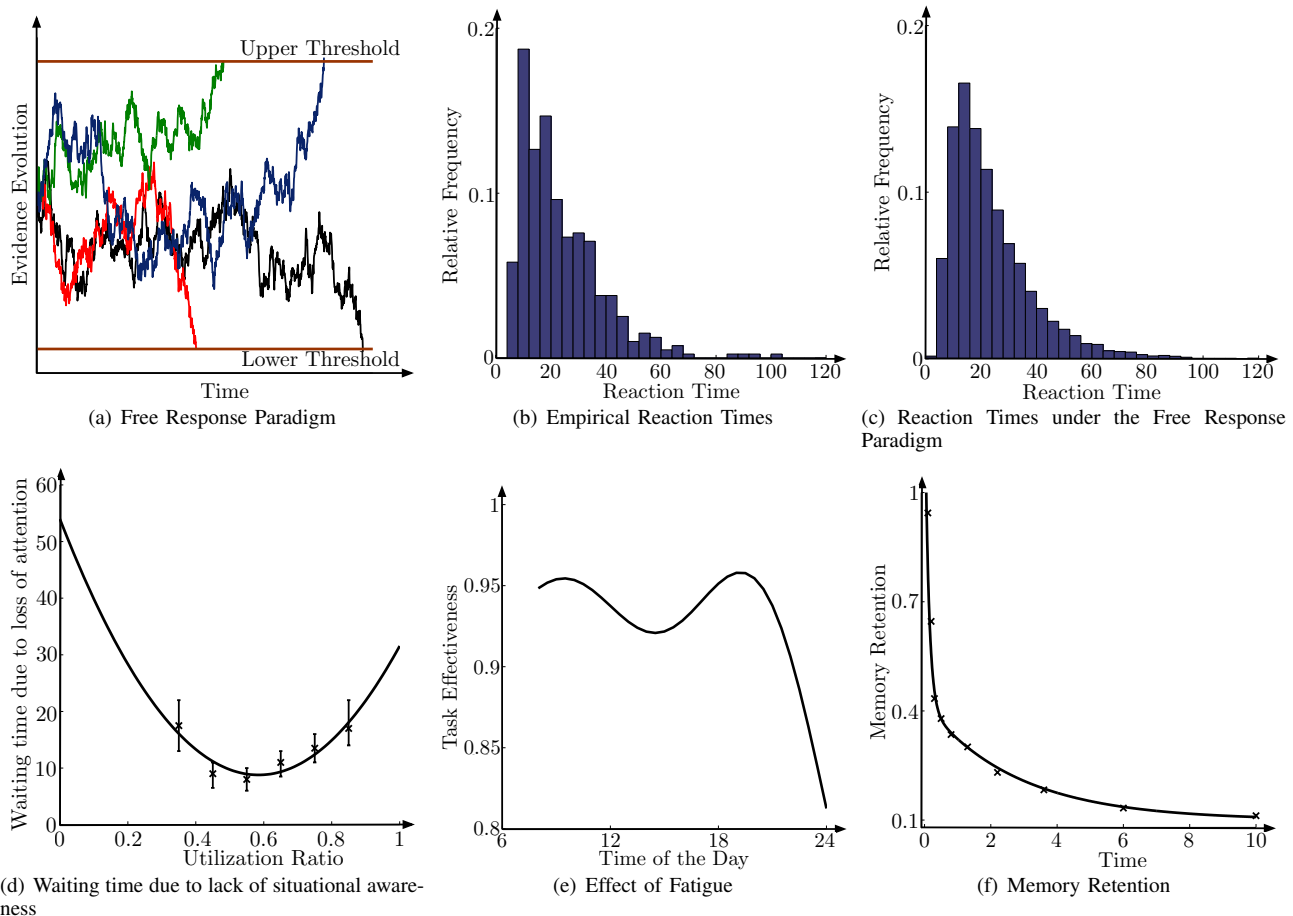 Upper Threshold
Evidence Evolution
Lower Threshold
Time
(a) Free Response Paradigm
0.2
0.1
0
Relative Frequency
0 20 40 60 80 100 120
Reaction Time
(b) Empirical Reaction Times
0.2
0.1
0
Relative Frequency
0 20 40 60 80 100 120
Reaction Time
(c) Reaction Times under the Free Response
Paradigm
60
50
40
30
20
10
0
Waiting time due to loss of attention
0 0.2 0.4 0.6 0.8 1
Utilization Ratio
(d) Waiting time due to lack of situational aware-
ness
1
0.95
0.9
0.85
0.8
Task Effectiveness
6 12 18 24
Time of the Day
(e) Effect of Fatigue
1
0.7
0.4
0.1
Memory Retention
0 2 4 6 8 10
Time
(f) Memory Retention